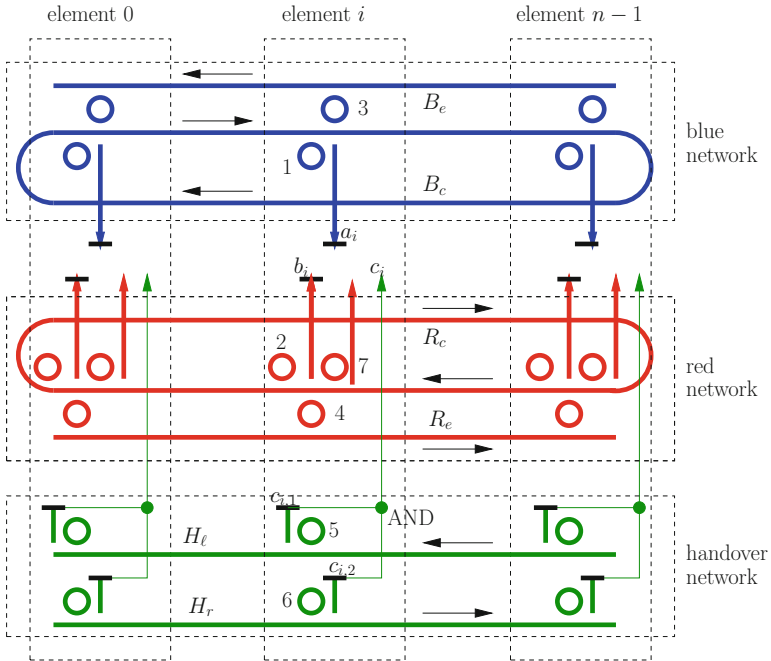 element 0
element i
element n − 1
B_e
3
blue
network
1
B_c
a_i
b_i
c_i
R_c
2
7
red
network
4
R_e
c_{i,1}
AND
5
H_ℓ
handover
network
c_{i,2}
6
H_r